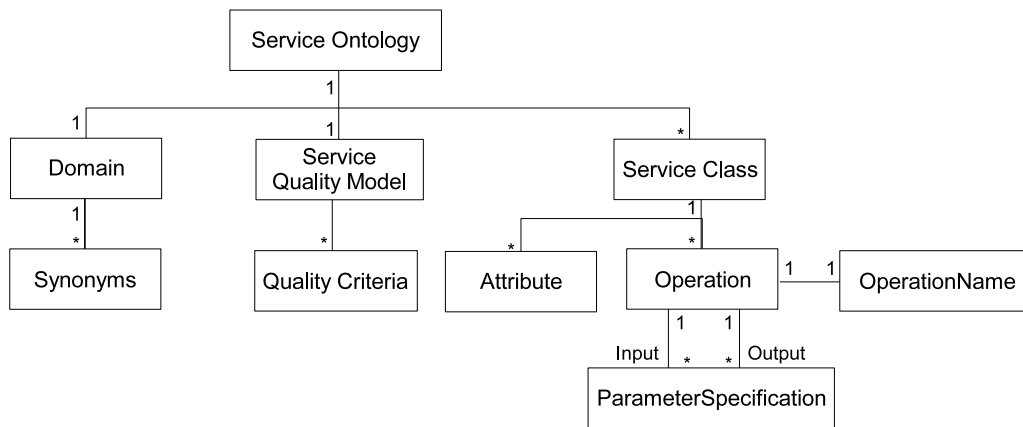 Service Ontology
1
1
1
*
Domain
Service
Quality Model
Service Class
1
1
*
*
*
*
Synonyms
Quality Criteria
Attribute
Operation
1
1
OperationName
1
1
Input
*
*
Output
ParameterSpecification